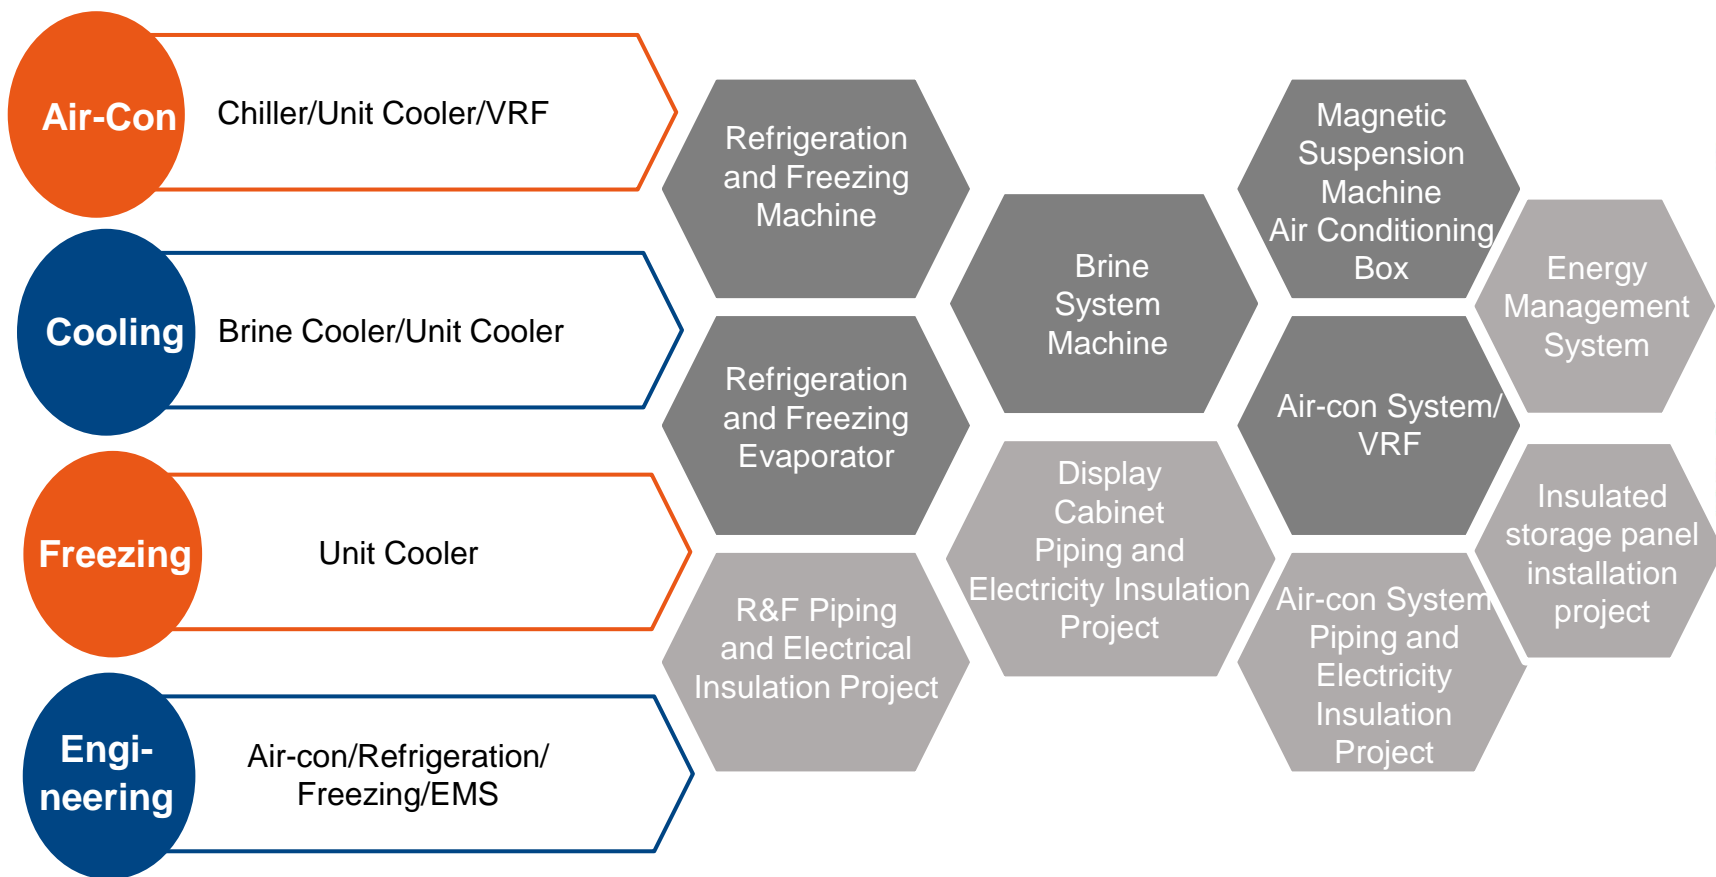 Air-Con
Chiller/Unit Cooler/VRF
Cooling
Brine Cooler/Unit Cooler
Freezing
Unit Cooler
Engi-
neering
Air-con/Refrigeration/
Freezing/EMS
Refrigeration
and Freezing
Machine
Refrigeration
and Freezing
Evaporator
R&F Piping
and Electrical
Insulation Project
Brine
System
Machine
Display
Cabinet
Piping and
Electricity Insulation
Project
Magnetic
Suspension
Machine
Air Conditioning
Box
Air-con System/
VRF
Air-con System
Piping and
Electricity
Insulation
Project
Energy
Management
System
Insulated
storage panel
installation
project